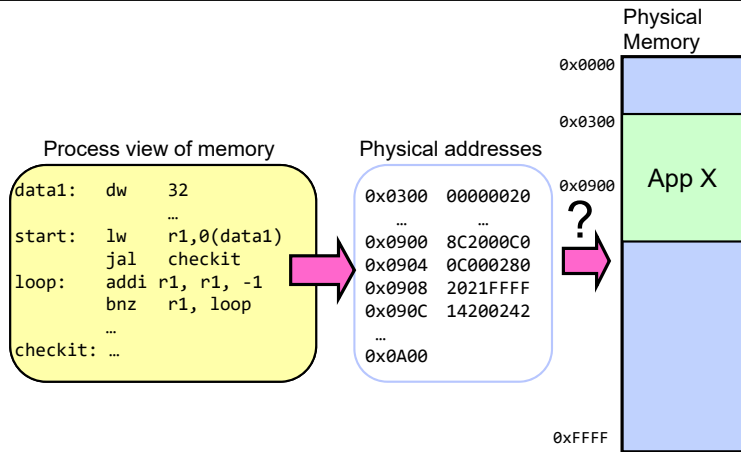 Physical
Memory
0x0000
0x0300
0x0900
App X
0xFFFF
Process view of memory
data1: dw 32
…
start: lw r1,0(data1)
jal checkit
loop: addi r1, r1, -1
bnz r1, loop
…
checkit: …
Physical addresses
0x0300 00000020
… …
0x0900 8C2000C0
0x0904 0C000280
0x0908 2021FFFF
0x090C 14200242
…
0x0A00
?